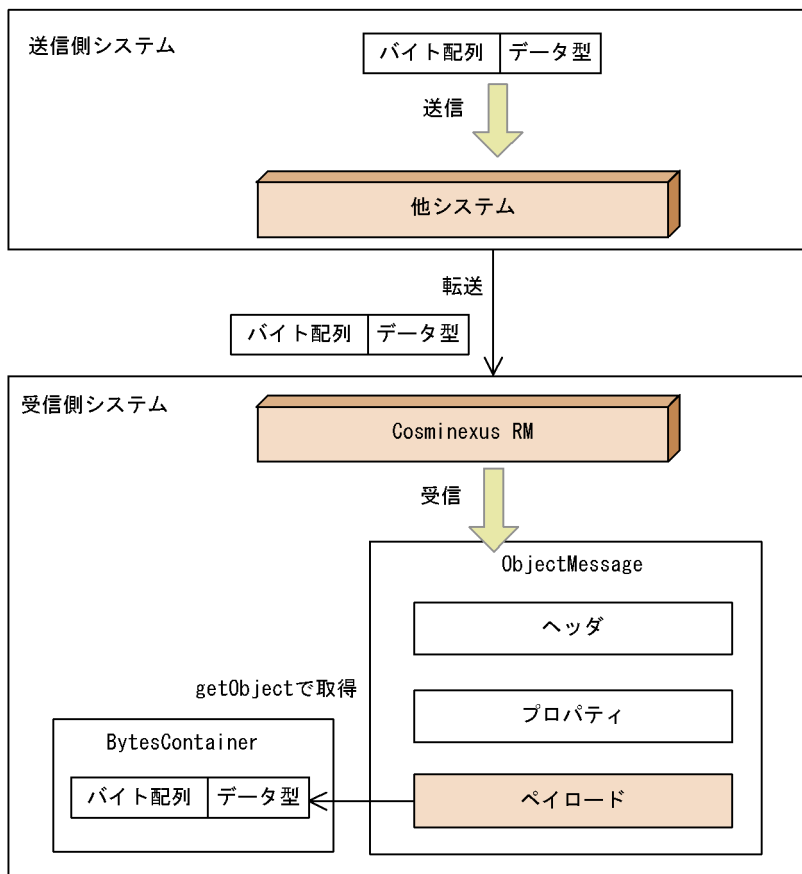 送信側システム
バイト配列 データ型
送信
他システム
転送
バイト配列 データ型
受信側システム
Cosminexus RM
受信
ObjectMessage
ヘッダ
getObjectで取得
プロパティ
BytesContainer
バイト配列 データ型
ペイロード